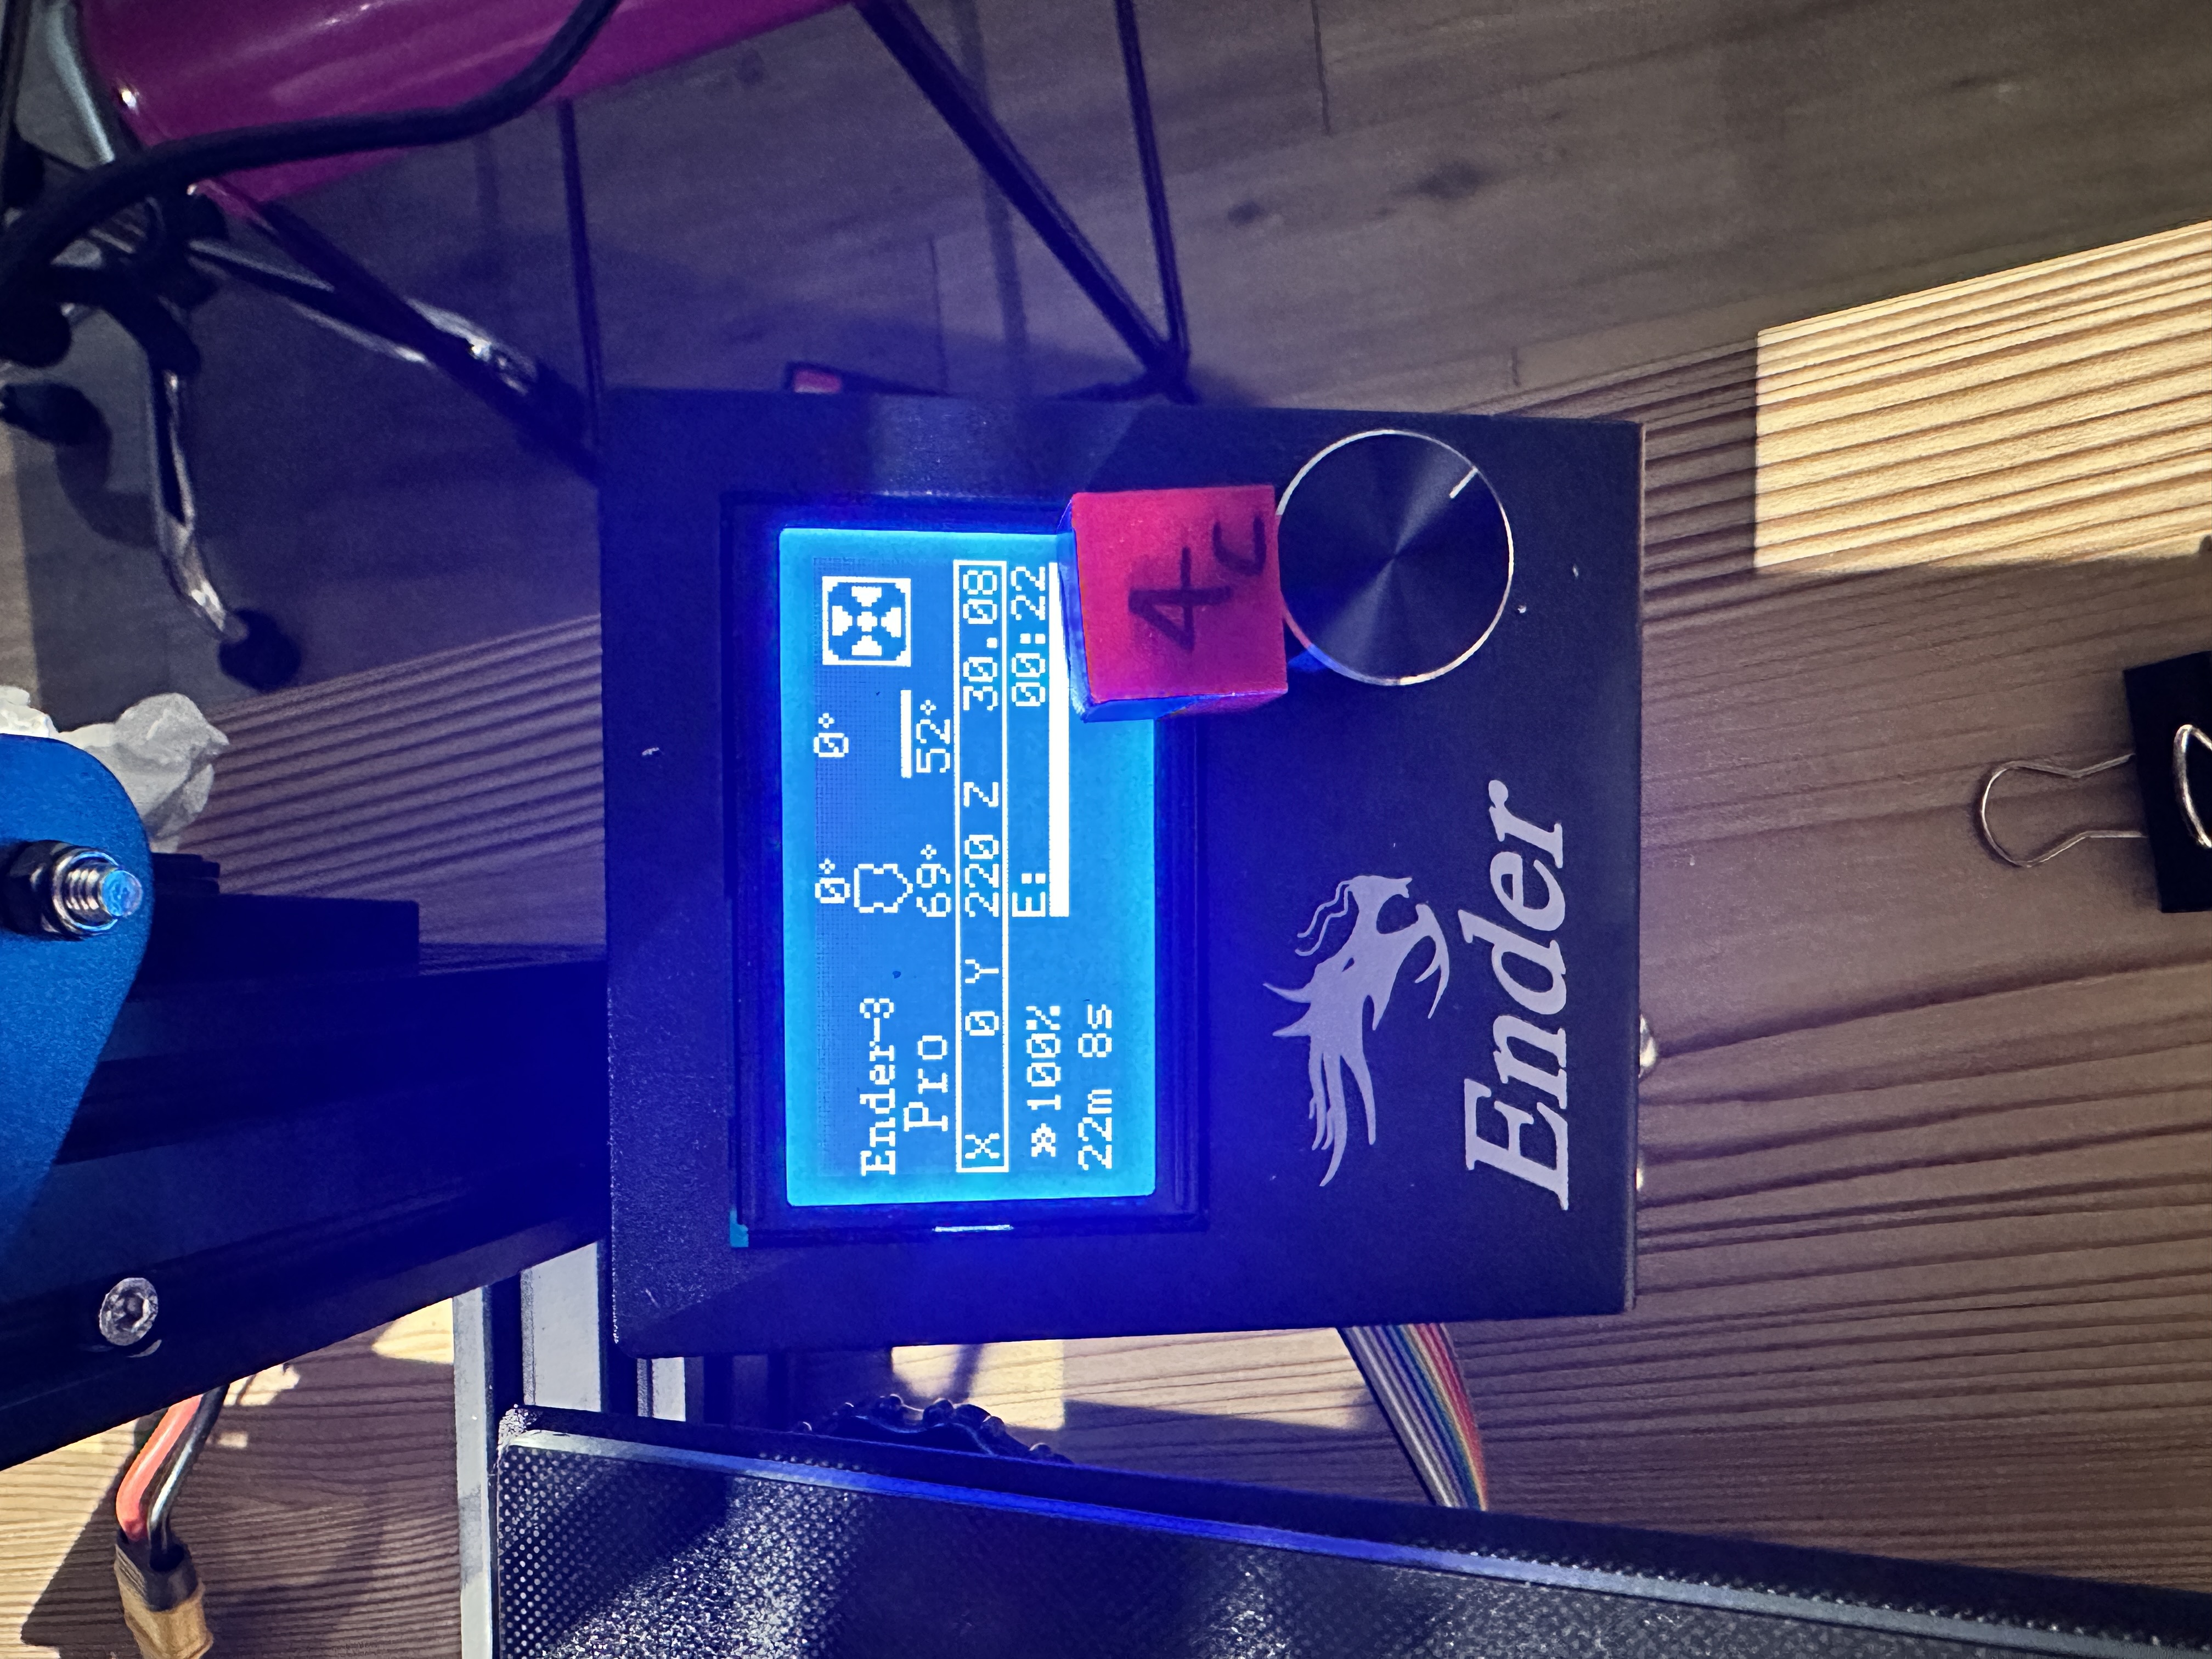 0° 0°
Ender-3
Pro
69° 52°
X 0 Y 220 Z 30.08
E: 00:22
»100%
22m 8s
4c
Ender